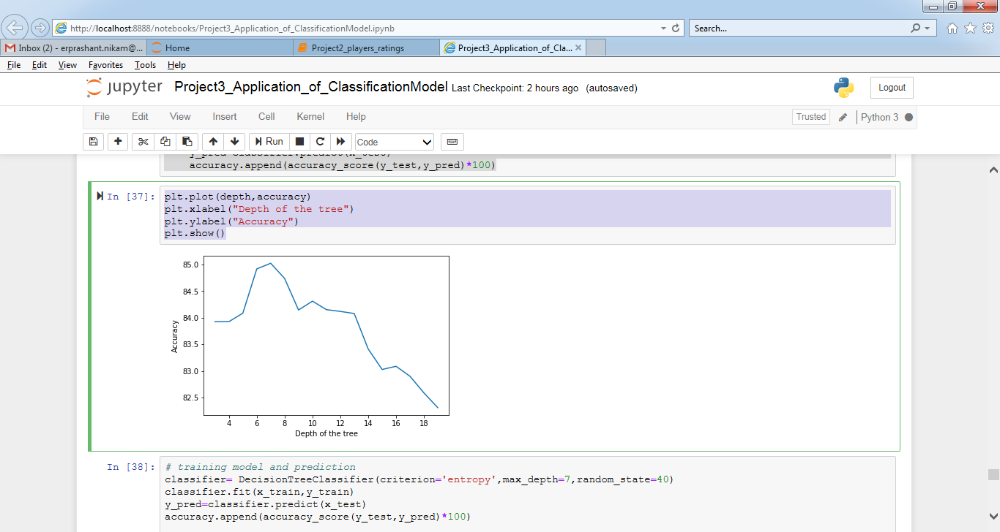 http://localhost:8888/notebooks/Project3_Application_of_ClassificationModel.ipynb
Search...
Inbox (2) - erprashant.nikam@...
Home
Project2_players_ratings
Project3_Application_of_Cla...
File Edit View Favorites Tools Help
jupyter Project3_Application_of_ClassificationModel Last Checkpoint: 2 hours ago (autosaved)
Logout
File Edit View Insert Cell Kernel Help
Trusted
Python 3
Run
Code
y_pred=classifier.predict(x_test)
accuracy.append(accuracy_score(y_test,y_pred)*100)
In [37]:
plt.plot(depth,accuracy)
plt.xlabel("Depth of the tree")
plt.ylabel("Accuracy")
plt.show()
85.0
84.5
84.0
83.5
83.0
82.5
Accuracy
4 6 8 10 12 14 16 18
Depth of the tree
In [38]:
# training model and prediction
classifier= DecisionTreeClassifier(criterion='entropy',max_depth=7,random_state=40)
classifier.fit(x_train,y_train)
y_pred=classifier.predict(x_test)
accuracy.append(accuracy_score(y_test,y_pred)*100)